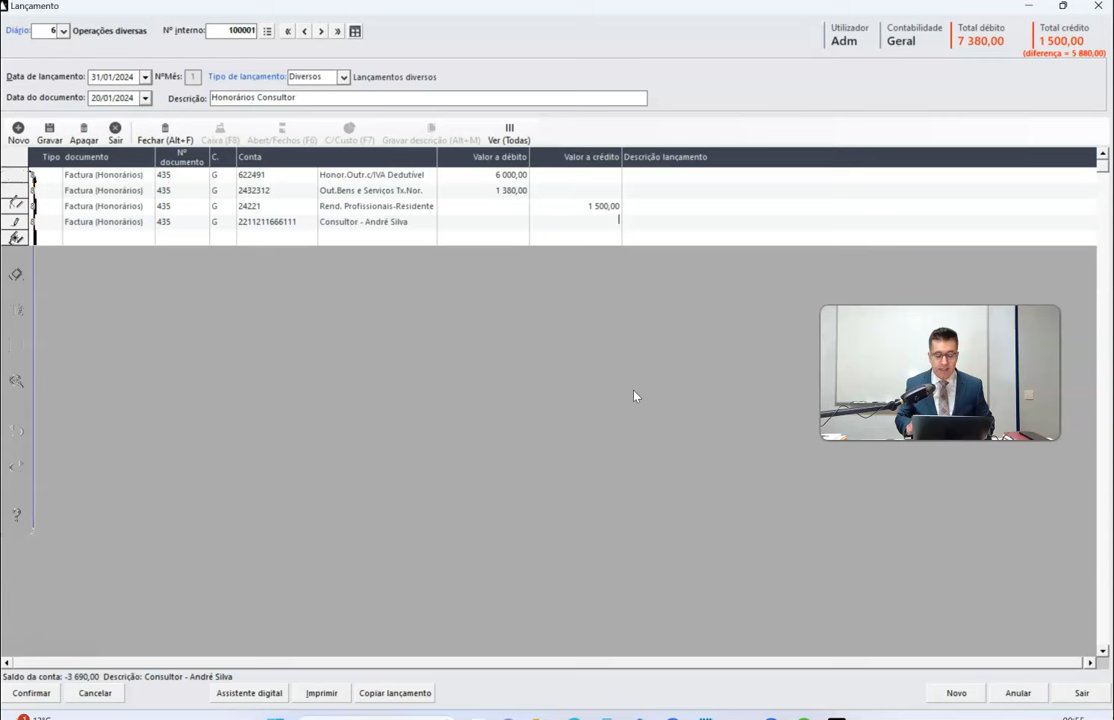 Lançamento
Diário: 6 Operações diversas Nº interno: 100001
Utilizador Contabilidade Total débito Total crédito
Adm Geral 7 380,00 1 500,00
(diferença = 5 880,00)
Data de lançamento: 31/01/2024 NºMês: 1 Tipo de lançamento: Diversos Lançamentos diversos
Data do documento: 20/01/2024 Descrição: Honorários Consultor
Novo Gravar Apagar Sair Fechar (Alt+F) Caixa (F8) Abert/Fechos (F6) C/Custo (F7) Gravar descrição (Alt+M) Ver (Todas)
Tipo documento Nº documento C. Conta Valor a débito Valor a crédito Descrição lançamento
Factura (Honorários) 435 G 622491 Honor.Outr.c/IVA Dedutível 6 000,00
Factura (Honorários) 435 G 2432312 Out.Bens e Serviços Tx.Nor. 1 380,00
Factura (Honorários) 435 G 24221 Rend. Profissionais-Residente 1 500,00
Factura (Honorários) 435 G 2211211666111 Consultor - André Silva
Saldo da conta: -3 690,00 Descrição: Consultor - André Silva
Confirmar Cancelar Assistente digital Imprimir Copiar lançamento Novo Anular Sair